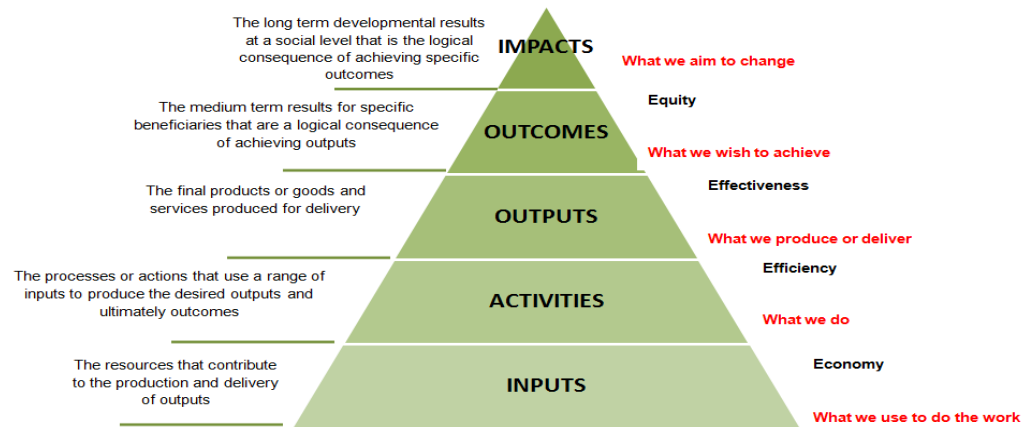 The long term developmental results
at a social level that is the logical
consequence of achieving specific
outcomes
IMPACTS
What we aim to change
The medium term results for specific
beneficiaries that are a logical consequence
of achieving outputs
Equity
OUTCOMES
What we wish to achieve
The final products or goods and
services produced for delivery
Effectiveness
OUTPUTS
What we produce or deliver
The processes or actions that use a range of
inputs to produce the desired outputs and
ultimately outcomes
Efficiency
ACTIVITIES
What we do
The resources that contribute
to the production and delivery
of outputs
Economy
INPUTS
What we use to do the work